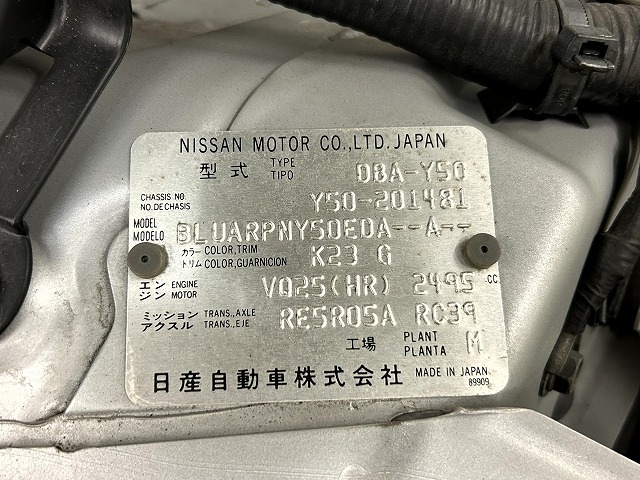 NISSAN MOTOR CO.,LTD. JAPAN
型式 TYPE TIPO DBA-Y50
CHASSIS NO. NO. DE CHASIS Y50-201481
MODEL MODELO BLUARPNY50EDA--A--
カラー COLOR,TRIM トリム COLOR,GUARNICION K23 G
エンジン ENGINE MOTOR VQ25(HR) 2495 CC
ミッション TRANS.,AXLE アクスル TRANS.,EJE RE5R05A RC39
工場 PLANT PLANTA M
日産自動車株式会社 MADE IN JAPAN
89909